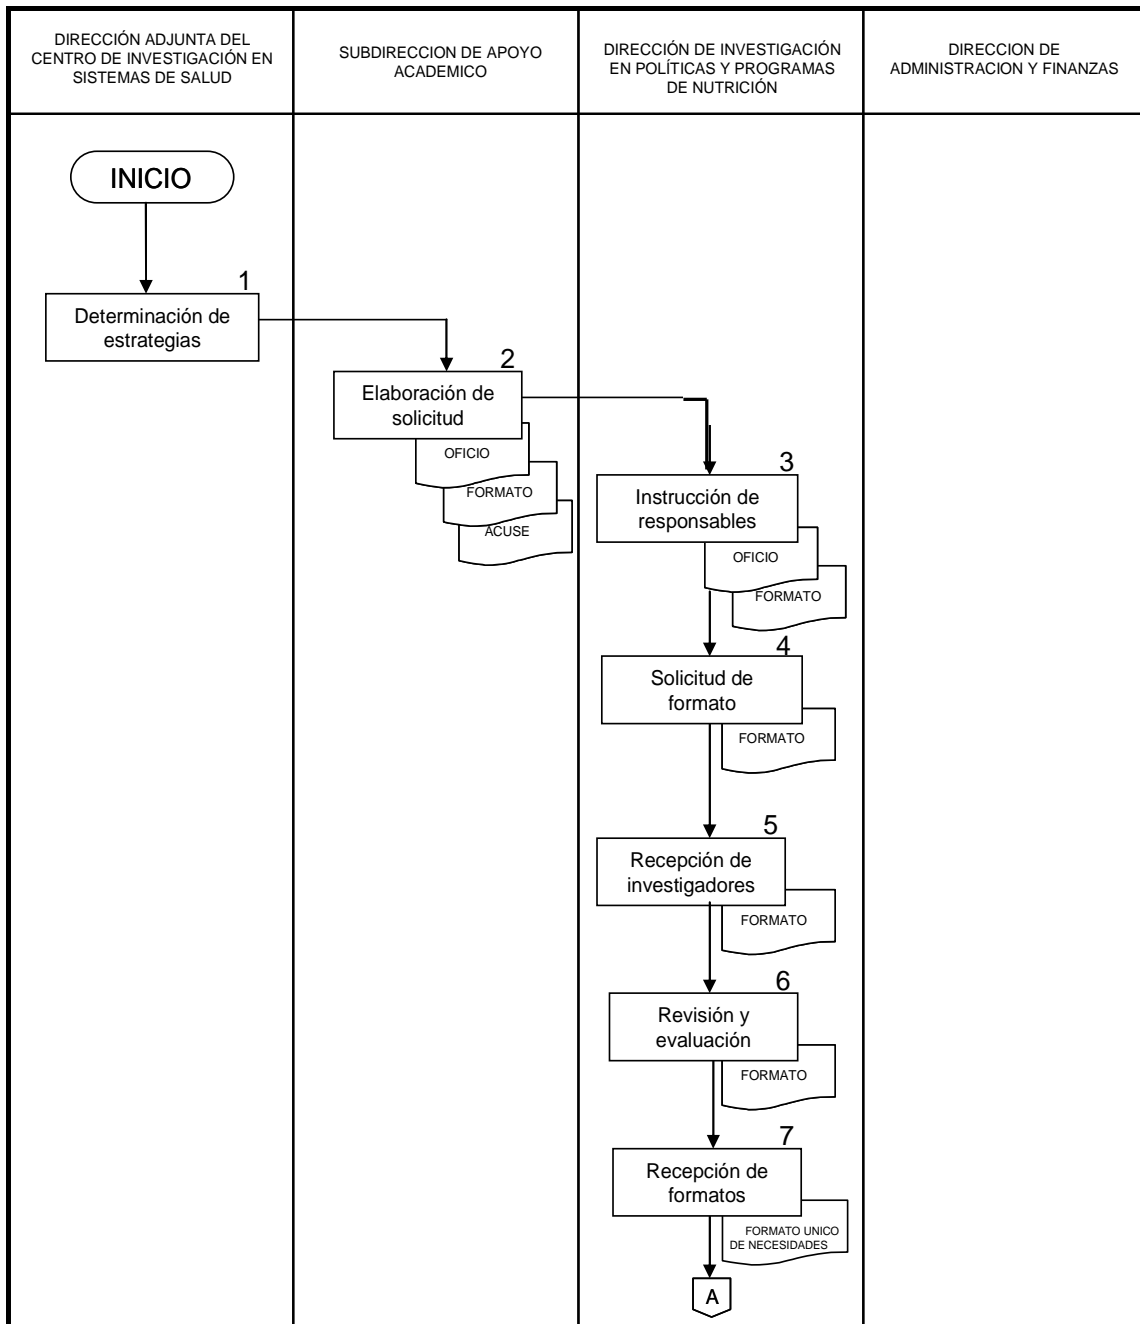 DIRECCIÓN ADJUNTA DEL
CENTRO DE INVESTIGACIÓN EN
SISTEMAS DE SALUD
SUBDIRECCION DE APOYO
ACADEMICO
DIRECCIÓN DE INVESTIGACIÓN
EN POLÍTICAS Y PROGRAMAS
DE NUTRICIÓN
DIRECCION DE
ADMINISTRACION Y FINANZAS
INICIO
1
Determinación de
estrategias
2
Elaboración de
solicitud
OFICIO
FORMATO
ACUSE
3
Instrucción de
responsables
OFICIO
FORMATO
4
Solicitud de
formato
FORMATO
5
Recepción de
investigadores
FORMATO
6
Revisión y
evaluación
FORMATO
7
Recepción de
formatos
FORMATO UNICO
DE NECESIDADES
A